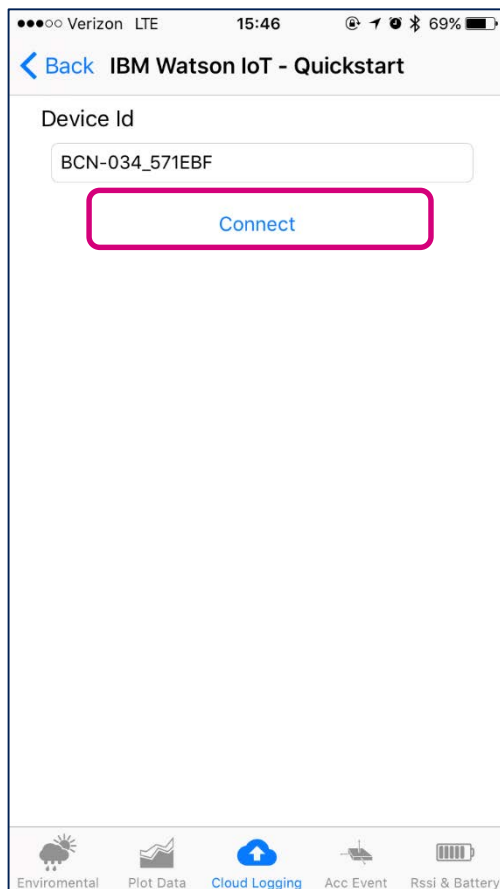 ●●●○○ Verizon LTE 15:46 69%
Back IBM Watson IoT - Quickstart
Device Id
BCN-034_571EBF
Connect
Enviromental Plot Data Cloud Logging Acc Event Rssi & Battery